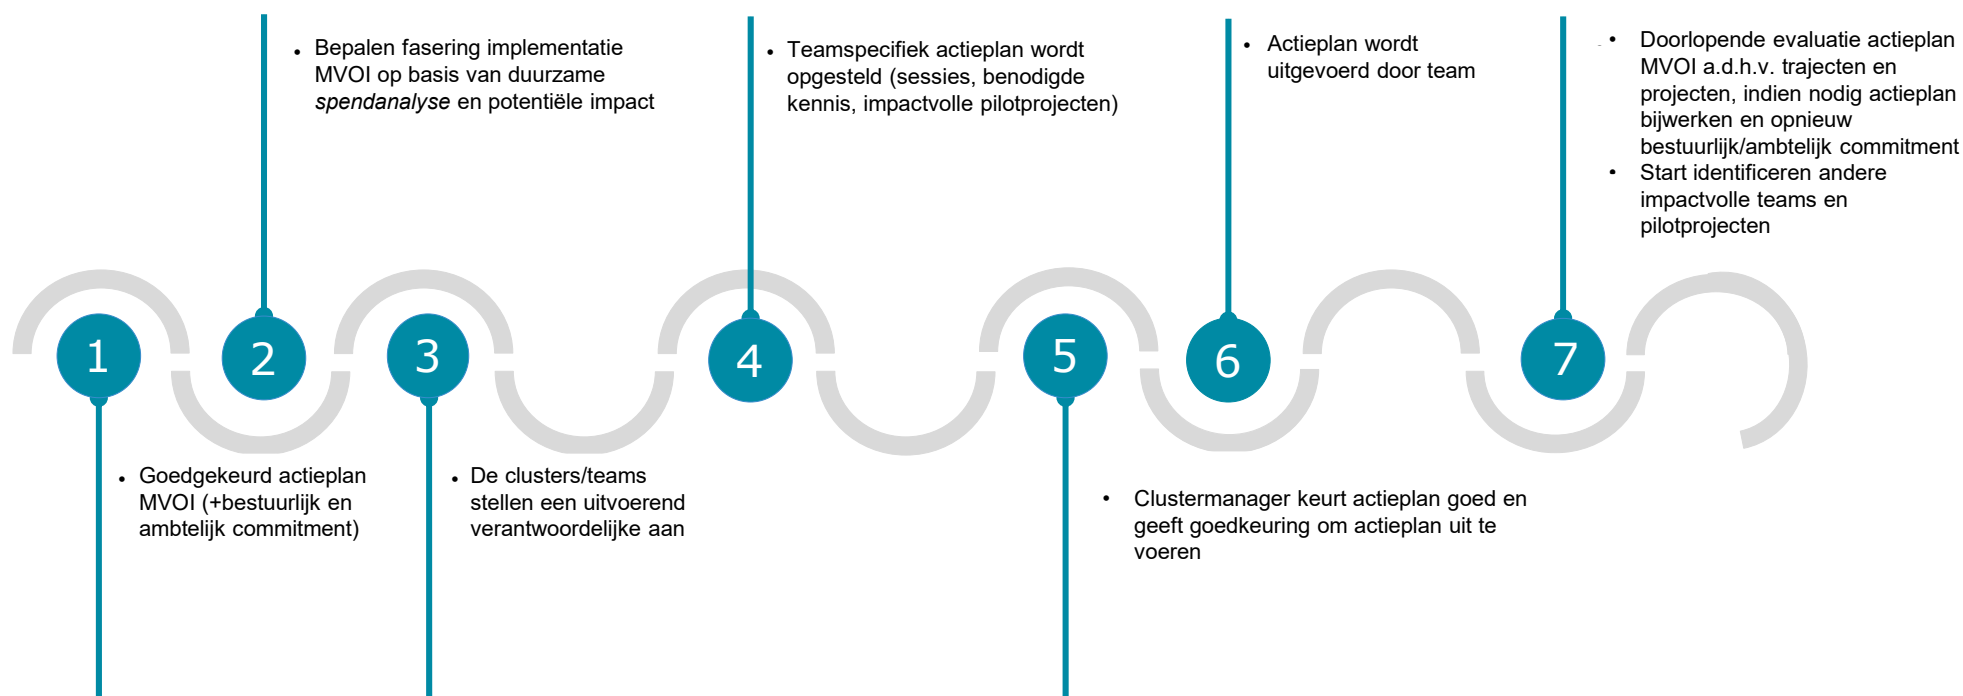 • Bepalen fasering implementatie
MVOI op basis van duurzame
spendanalyse en potentiële impact
• Teamspecifiek actieplan wordt
opgesteld (sessies, benodigde
kennis, impactvolle pilotprojecten)
• Actieplan wordt
uitgevoerd door team
• Doorlopende evaluatie actieplan
MVOI a.d.h.v. trajecten en
projecten, indien nodig actieplan
bijwerken en opnieuw
bestuurlijk/ambtelijk commitment
• Start identificeren andere
impactvolle teams en
pilotprojecten
1
2
3
4
5
6
7
• Goedgekeurd actieplan
MVOI (+bestuurlijk en
ambtelijk commitment)
• De clusters/teams
stellen een uitvoerend
verantwoordelijke aan
• Clustermanager keurt actieplan goed en
geeft goedkeuring om actieplan uit te
voeren